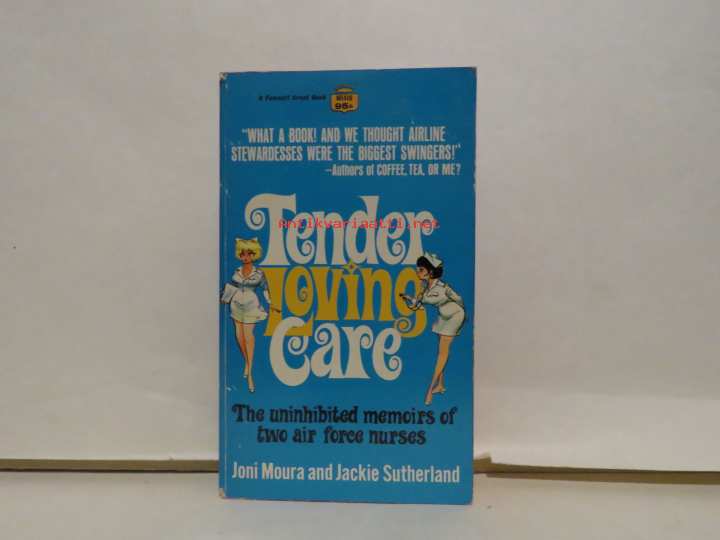 A Fawcett Crest Book
95¢
"WHAT A BOOK! AND WE THOUGHT AIRLINE
STEWARDESSES WERE THE BIGGEST SWINGERS!"
—Authors of COFFEE, TEA, OR ME?
Tender
Antikvariaatti.net
Loving
Care
The uninhibited memoirs of
two air force nurses
Joni Moura and Jackie Sutherland